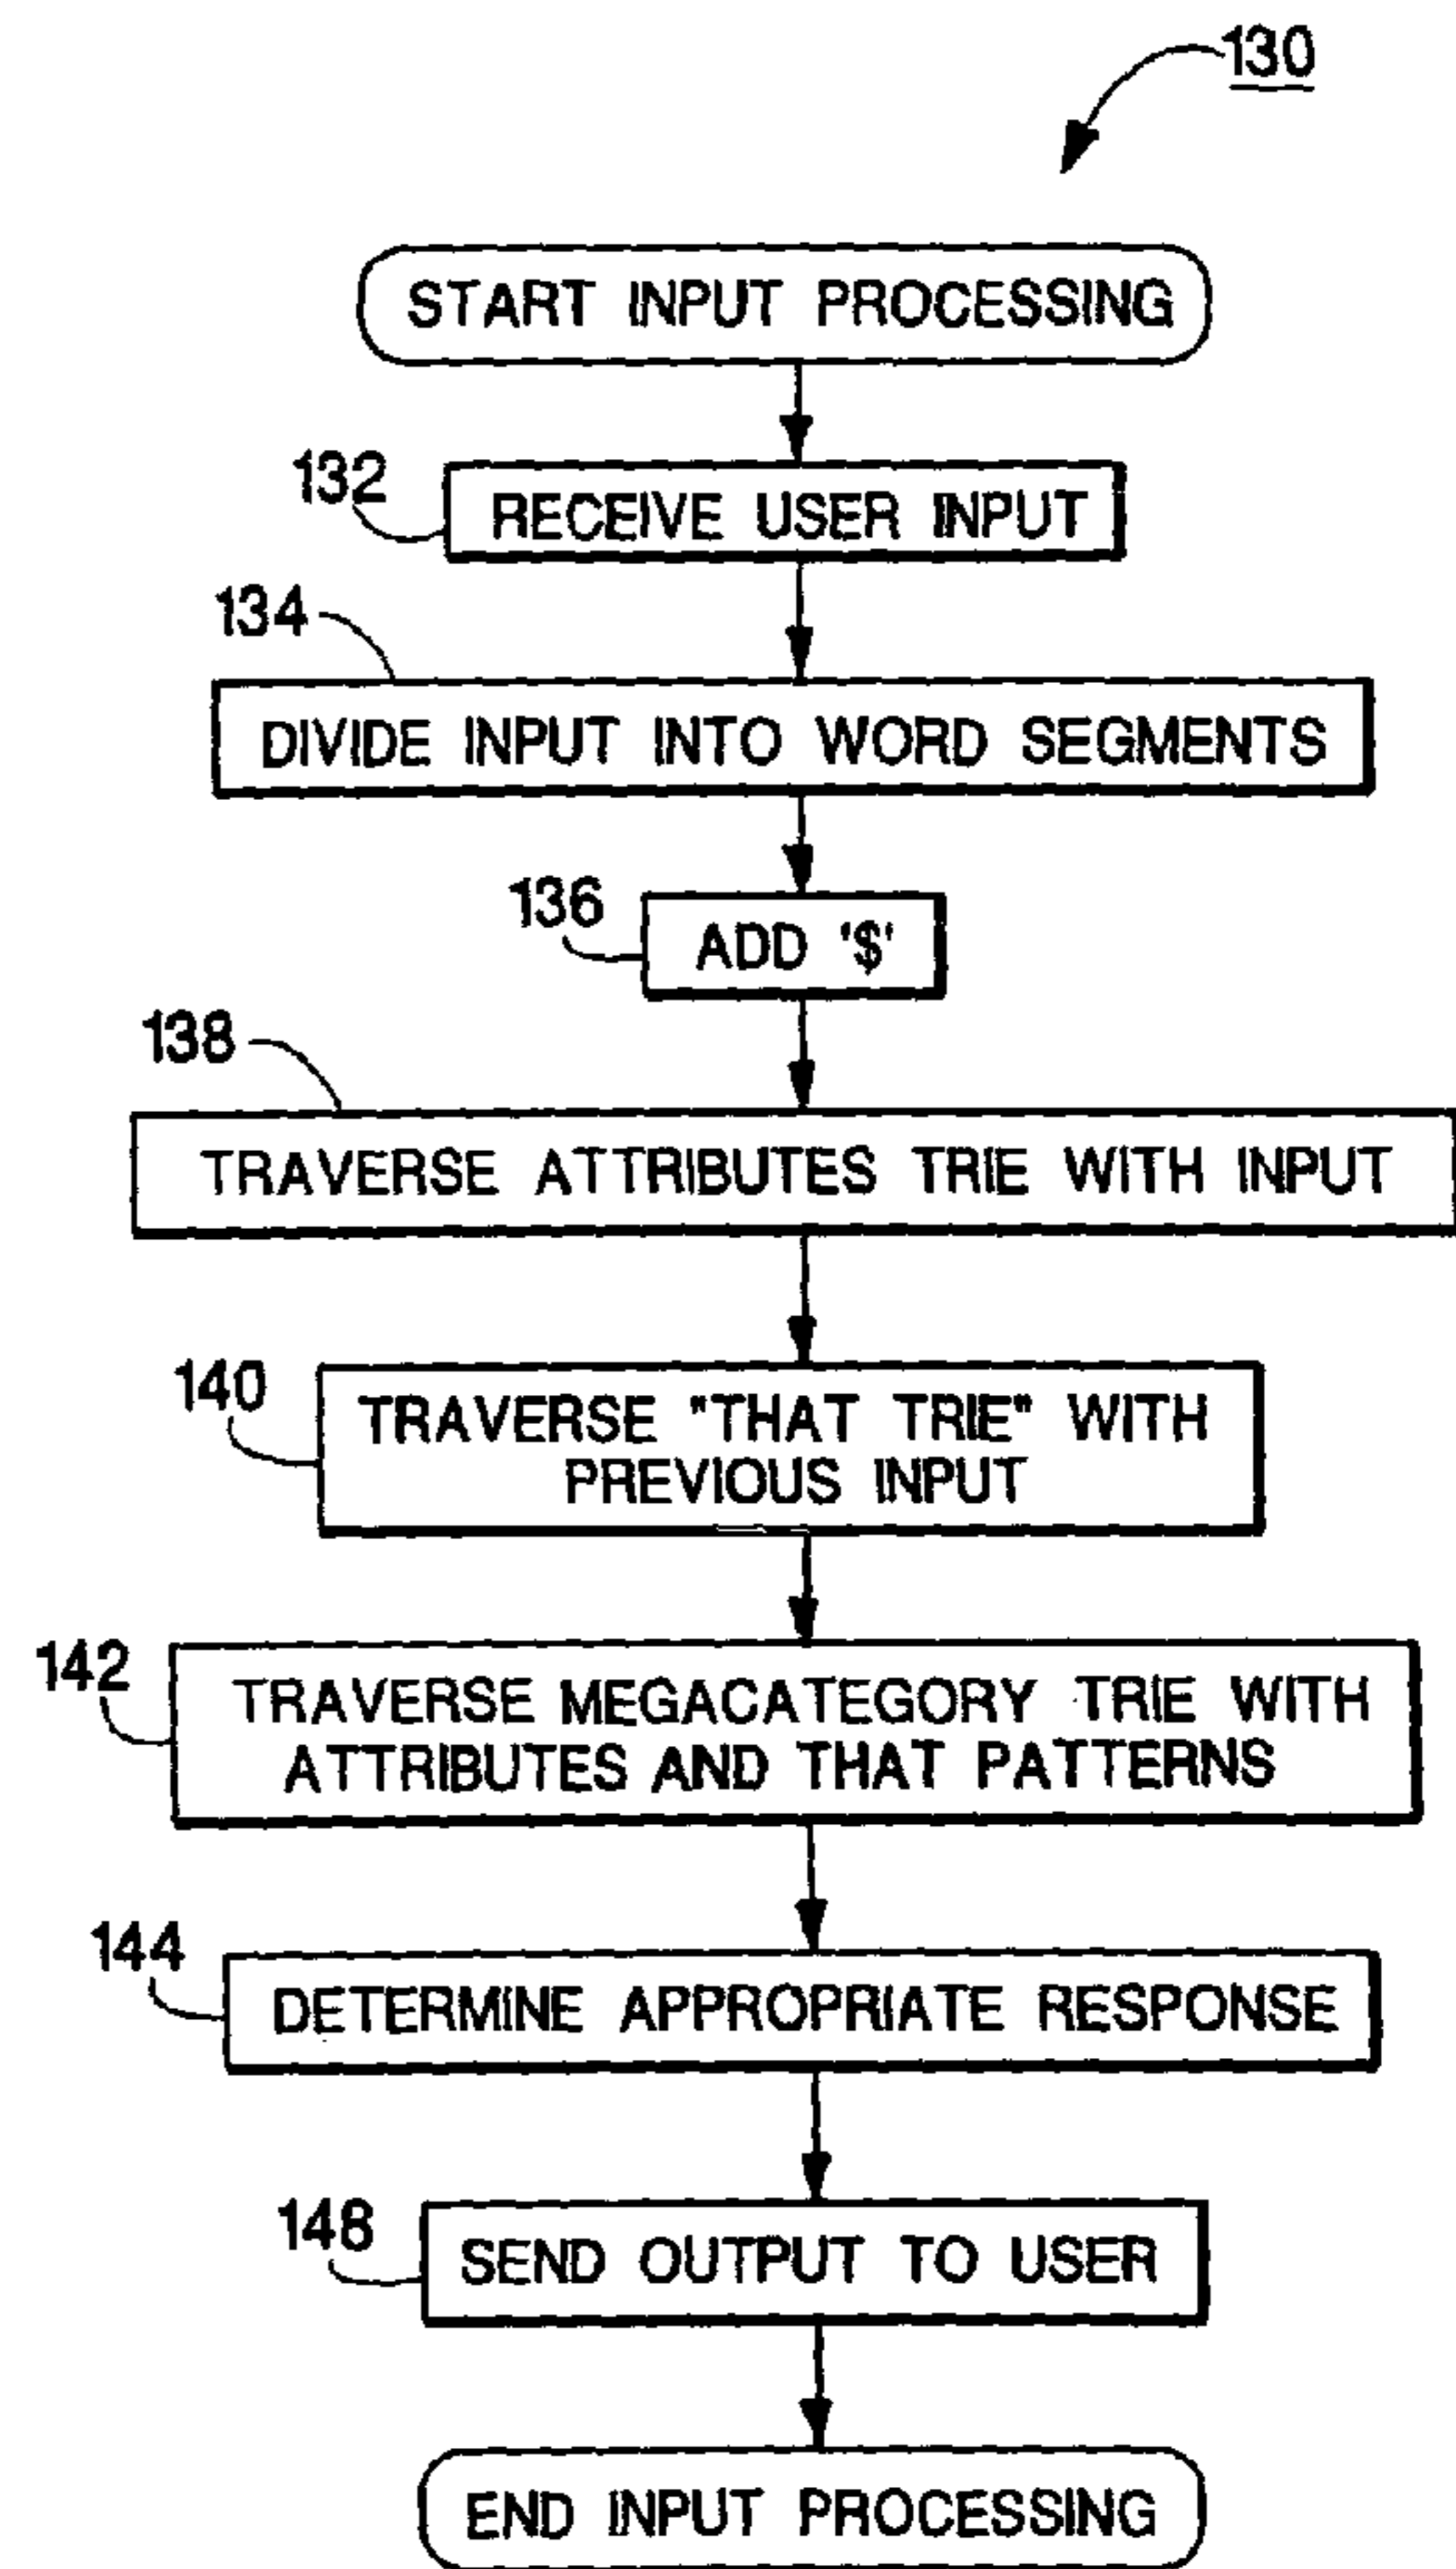 130
START INPUT PROCESSING
132
RECEIVE USER INPUT
134
DIVIDE INPUT INTO WORD SEGMENTS
136
ADD '$'
138
TRAVERSE ATTRIBUTES TRIE WITH INPUT
140
TRAVERSE "THAT TRIE" WITH
PREVIOUS INPUT
142
TRAVERSE MEGACATEGORY TRIE WITH
ATTRIBUTES AND THAT PATTERNS
144
DETERMINE APPROPRIATE RESPONSE
148
SEND OUTPUT TO USER
END INPUT PROCESSING